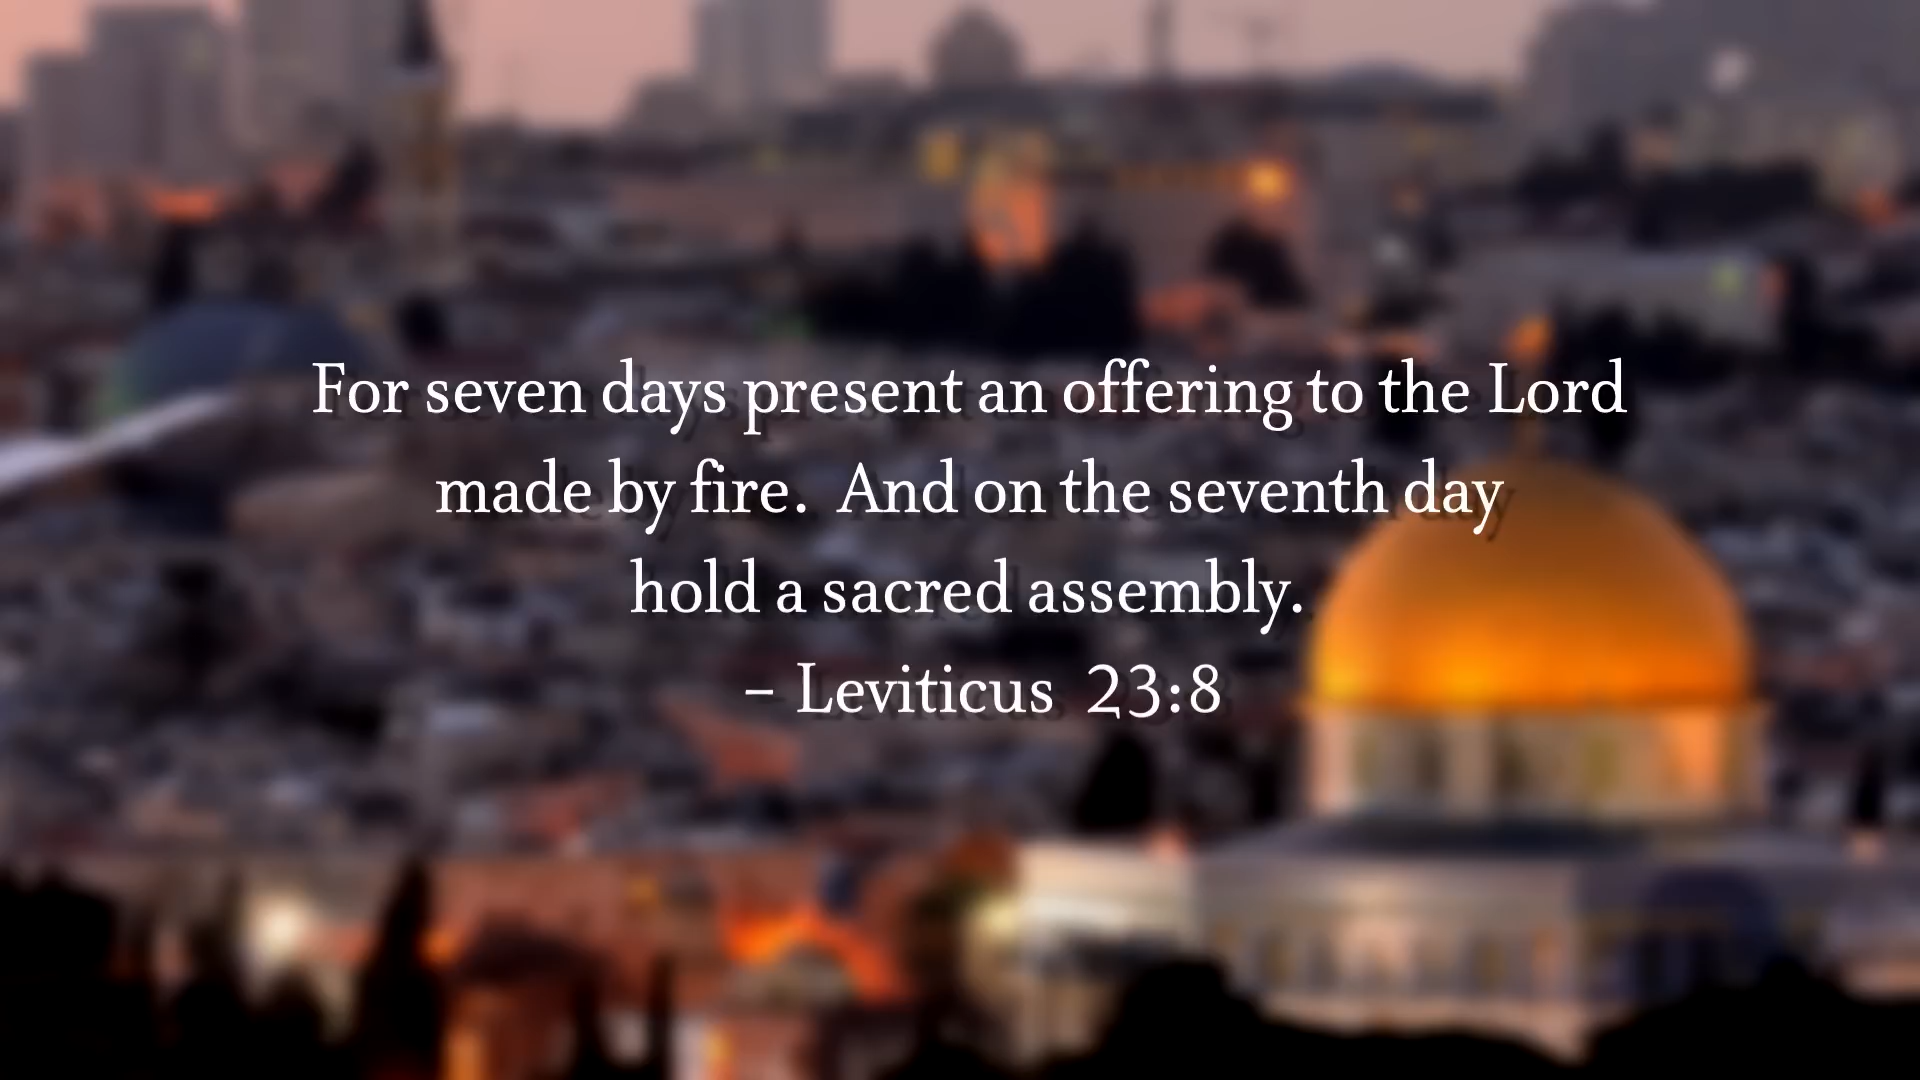 For seven days present an offering to the Lord
made by fire.  And on the seventh day
hold a sacred assembly.
– Leviticus  23:8